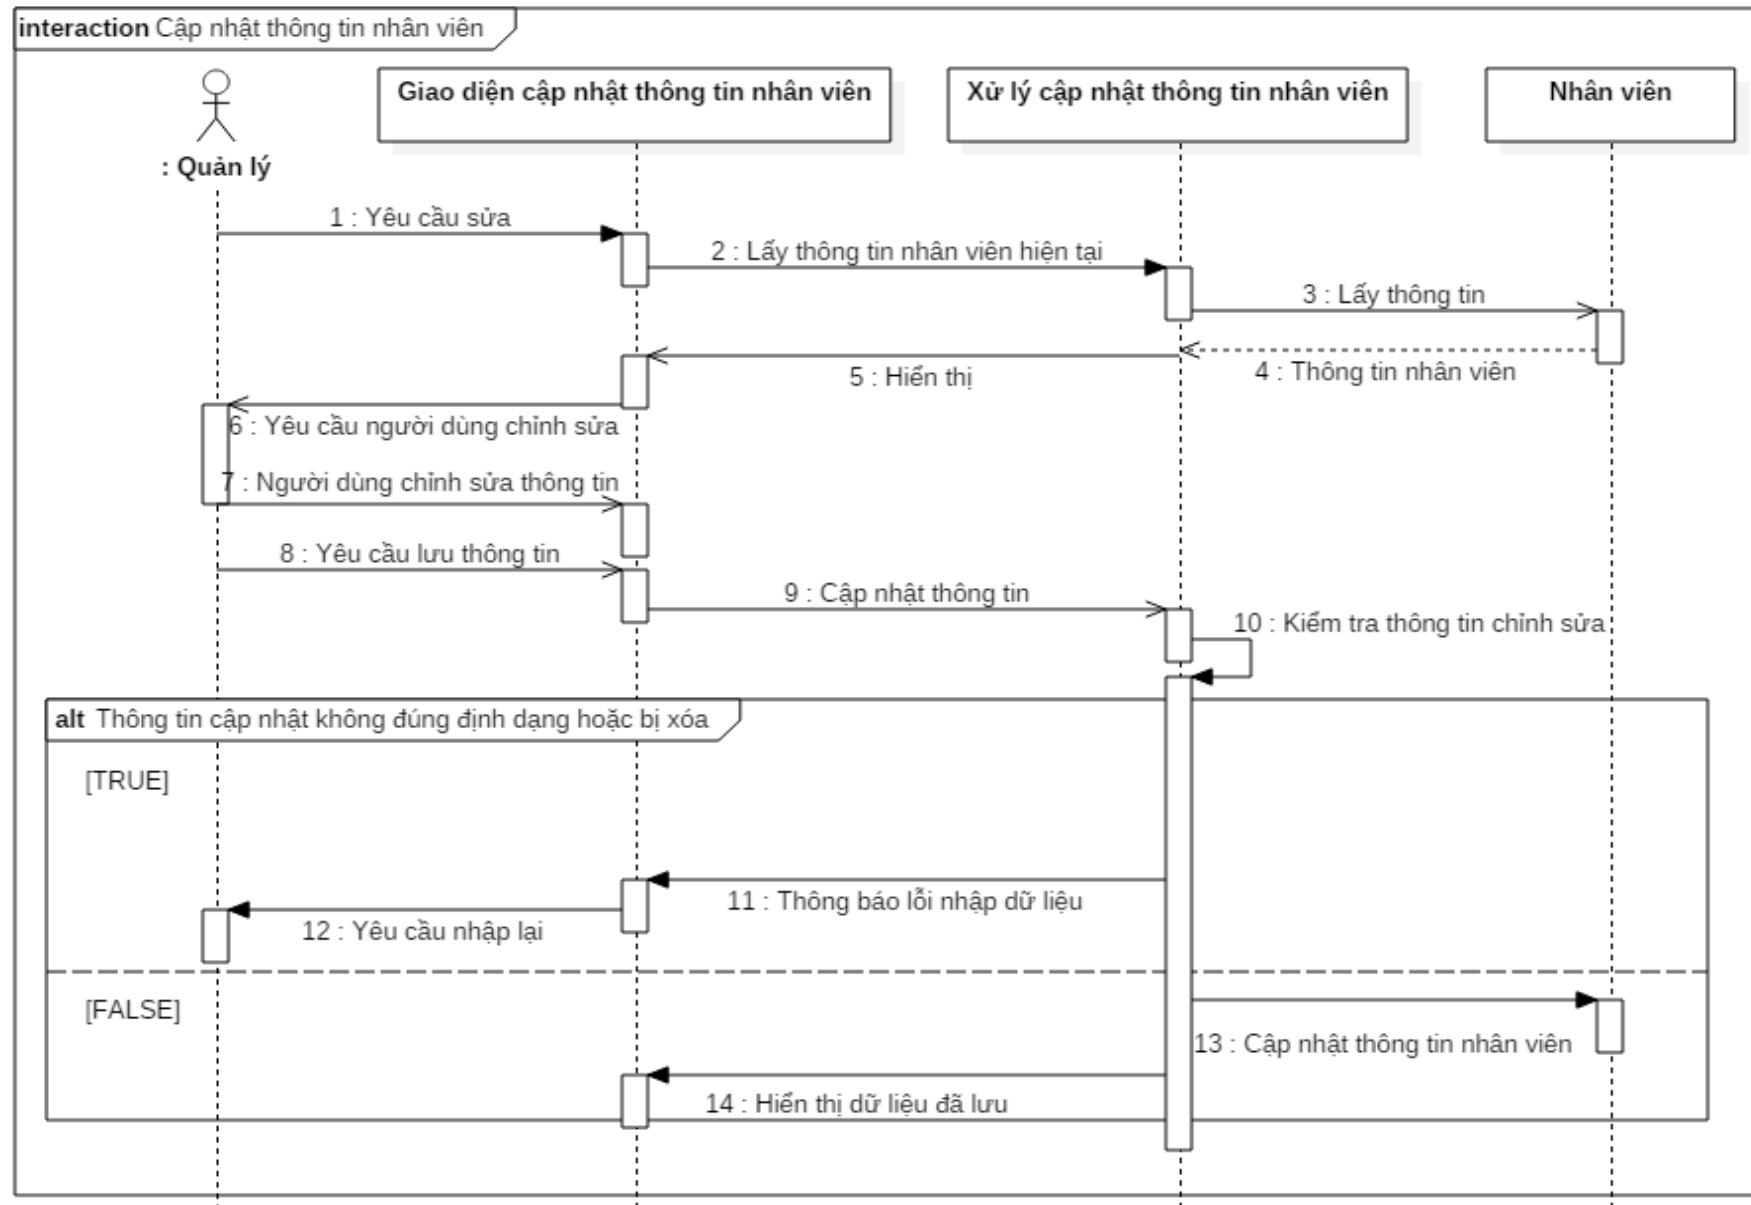 interaction Cập nhật thông tin nhân viên
Giao diện cập nhật thông tin nhân viên
Xử lý cập nhật thông tin nhân viên
Nhân viên
: Quản lý
1 : Yêu cầu sửa
2 : Lấy thông tin nhân viên hiện tại
3 : Lấy thông tin
4 : Thông tin nhân viên
5 : Hiển thị
6 : Yêu cầu người dùng chỉnh sửa
7 : Người dùng chỉnh sửa thông tin
8 : Yêu cầu lưu thông tin
9 : Cập nhật thông tin
10 : Kiểm tra thông tin chỉnh sửa
alt Thông tin cập nhật không đúng định dạng hoặc bị xóa
[TRUE]
11 : Thông báo lỗi nhập dữ liệu
12 : Yêu cầu nhập lại
[FALSE]
13 : Cập nhật thông tin nhân viên
14 : Hiển thị dữ liệu đã lưu